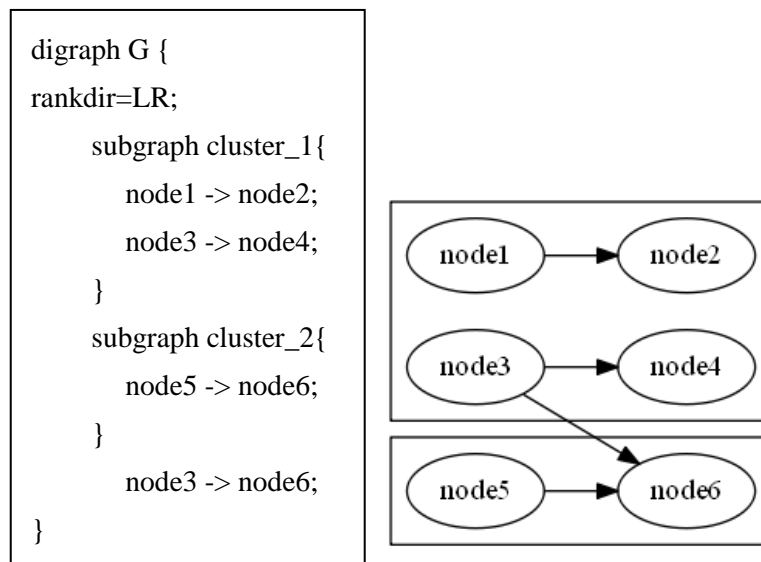 digraph G {
rankdir=LR;
subgraph cluster_1{
node1 -> node2;
node3 -> node4;
}
subgraph cluster_2{
node5 -> node6;
}
node3 -> node6;
}
node1 node2
node3 node4
node5 node6